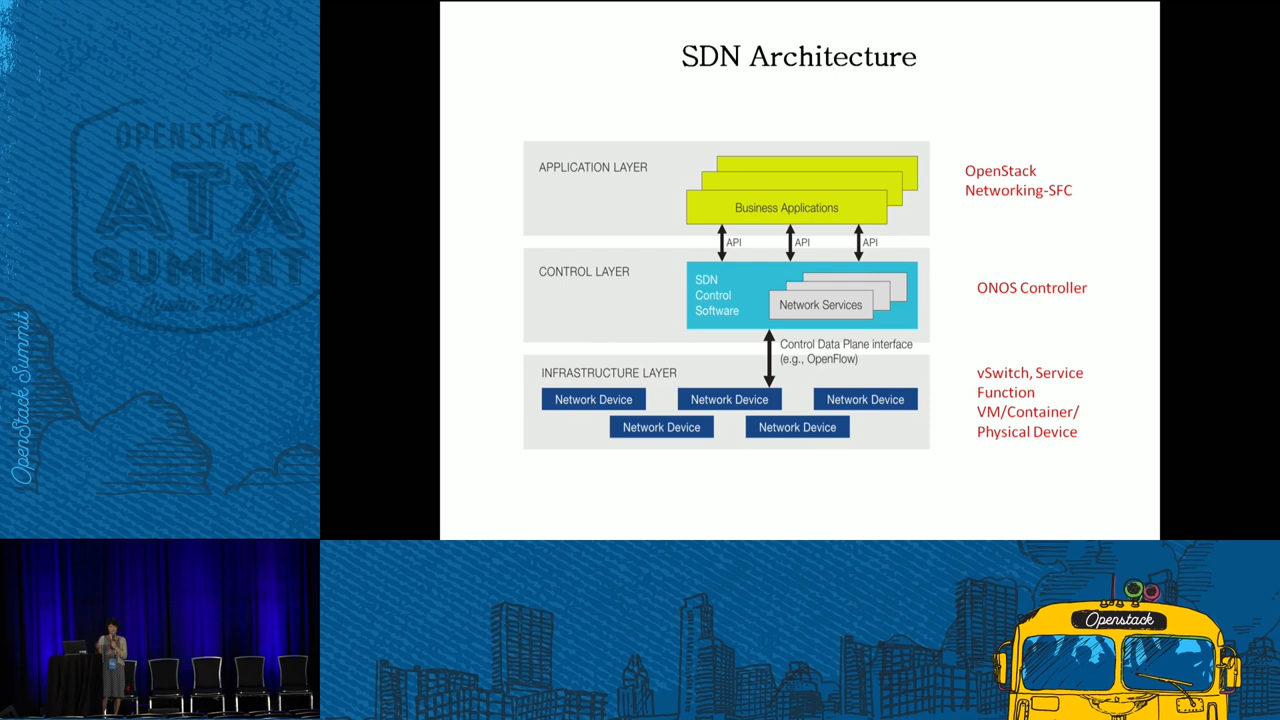 SDN Architecture
APPLICATION LAYER
Business Applications
OpenStack
Networking-SFC
API
API
API
CONTROL LAYER
SDN
Control
Software
Network Services
ONOS Controller
Control Data Plane interface
(e.g., OpenFlow)
INFRASTRUCTURE LAYER
Network Device
Network Device
Network Device
Network Device
Network Device
vSwitch, Service
Function
VM/Container/
Physical Device
OPENSTACK
ATX
SUMMIT
OpenStack Summit
Openstack